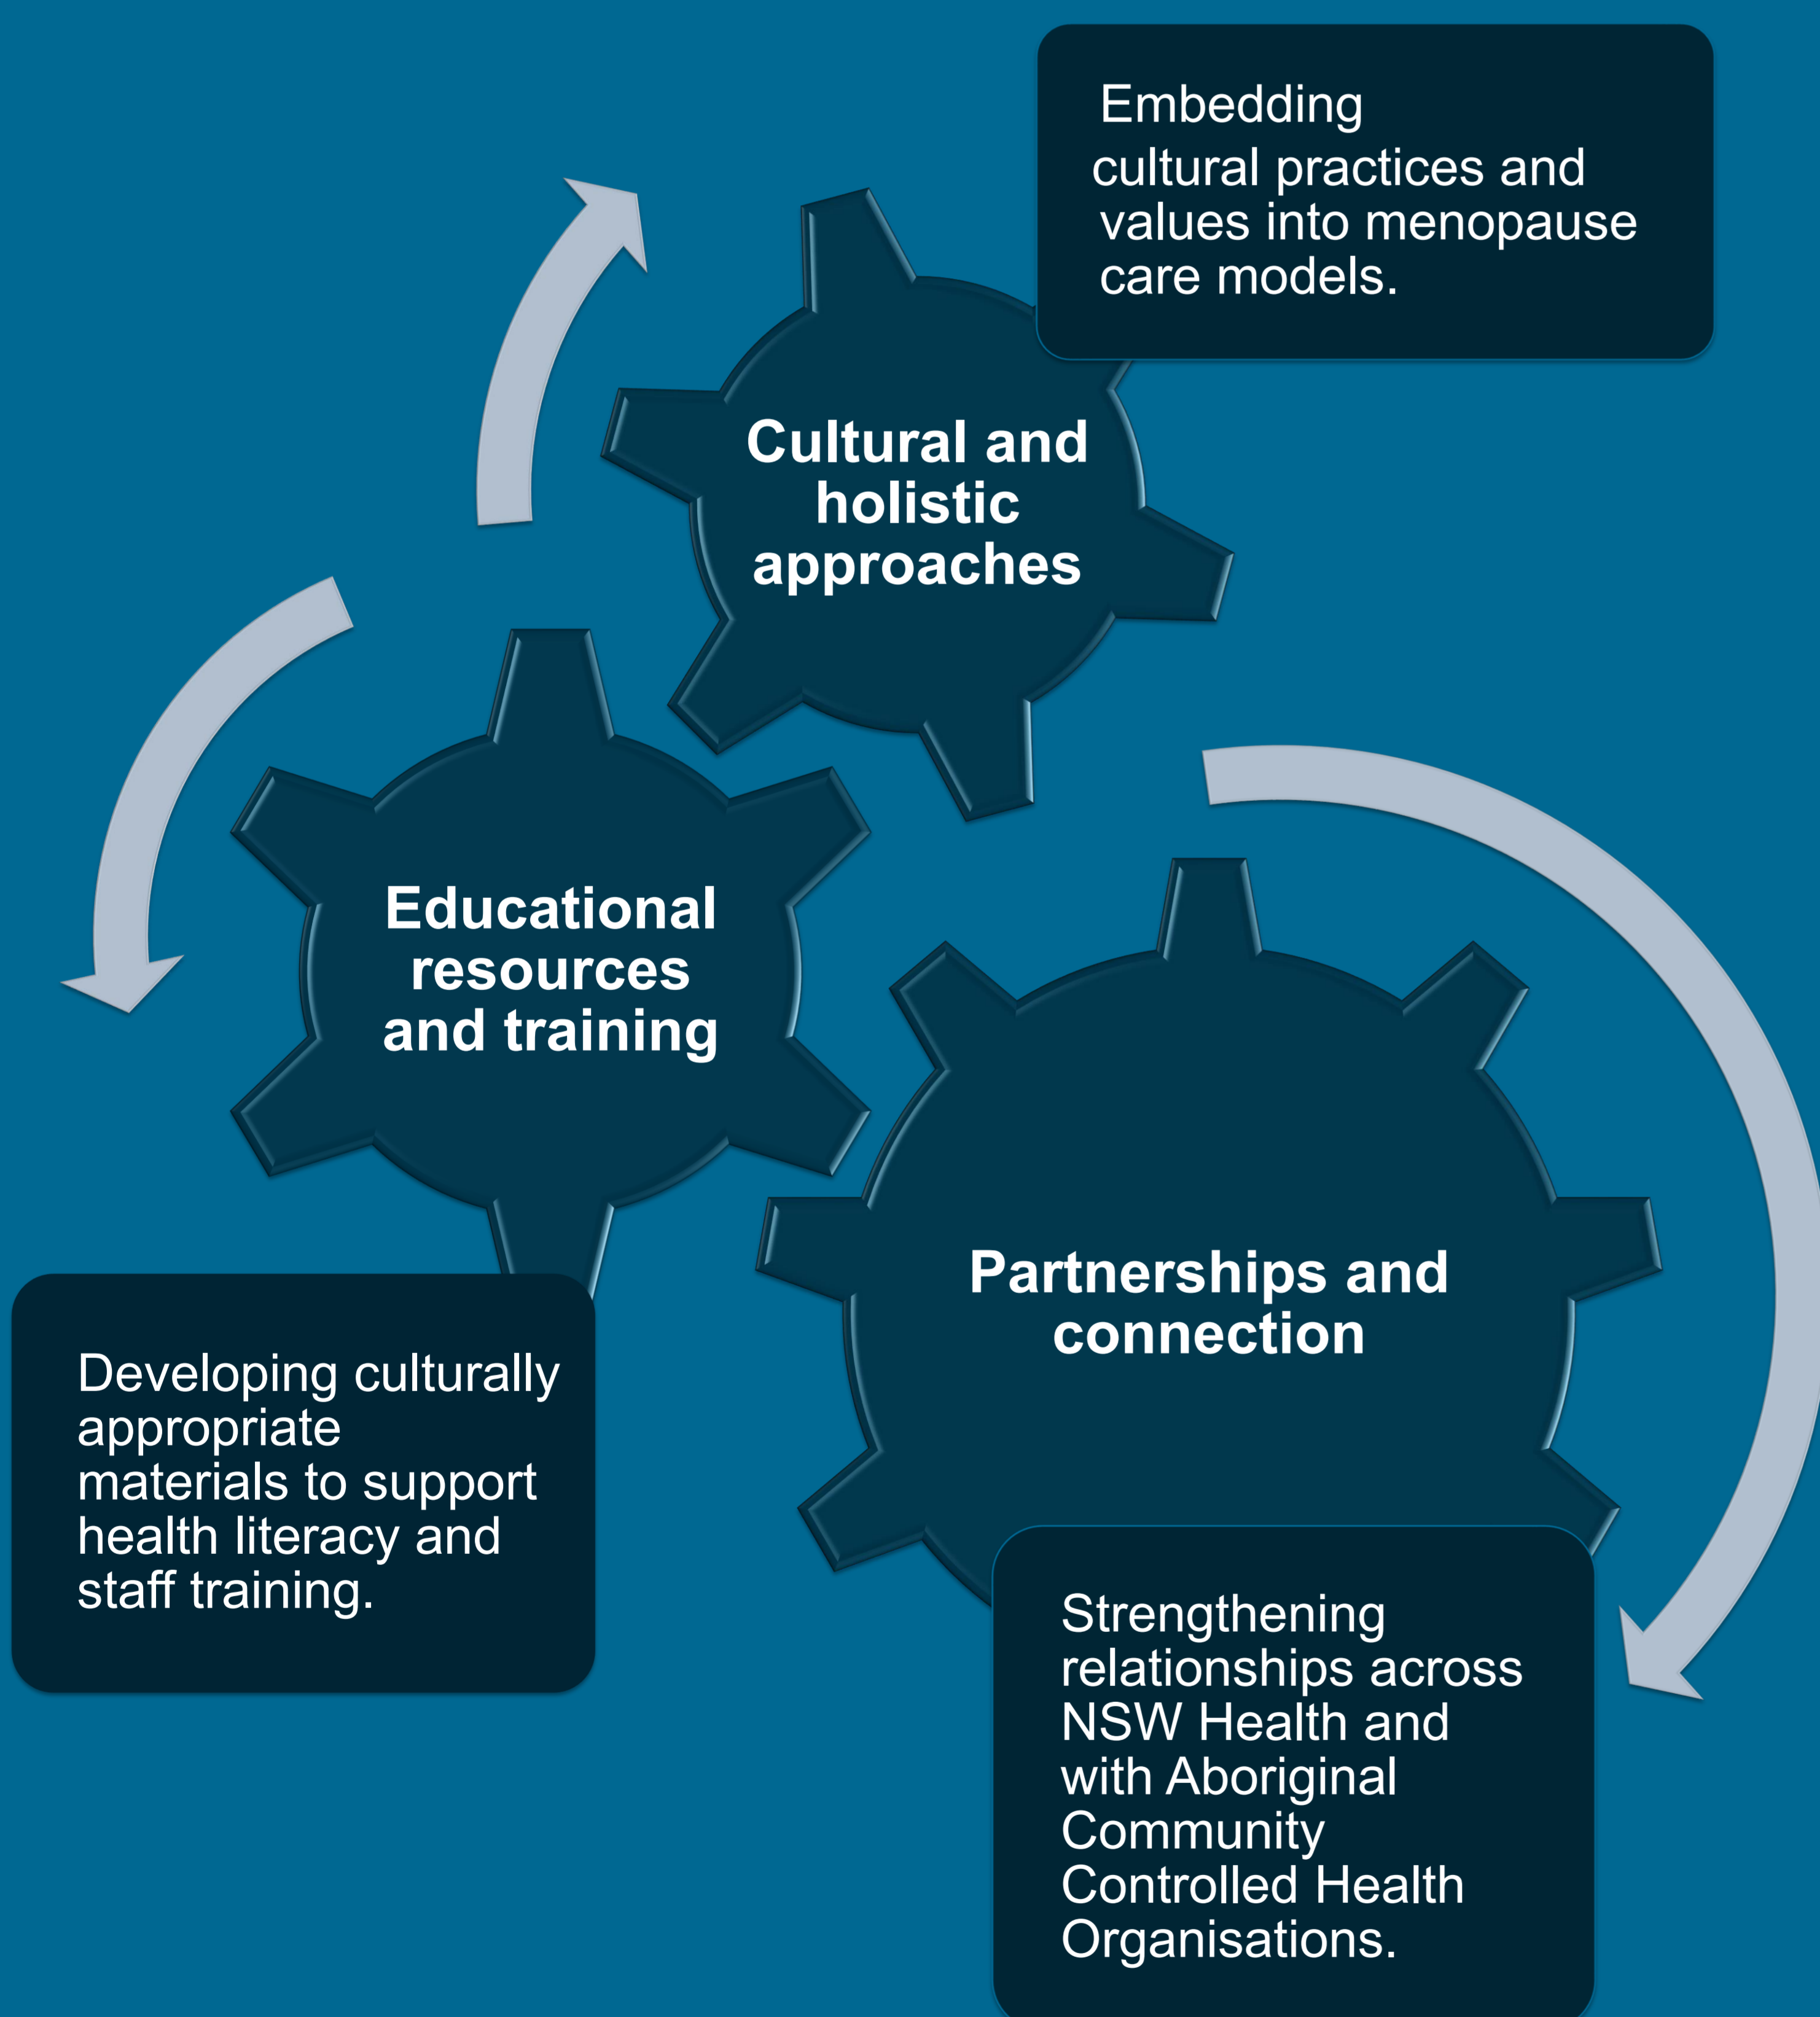 Embedding
cultural practices and
values into menopause
care models.
Cultural and
holistic
approaches
Educational
resources
and training
Developing culturally
appropriate
materials to support
health literacy and
staff training.
Partnerships and
connection
Strengthening
relationships across
NSW Health and
with Aboriginal
Community
Controlled Health
Organisations.